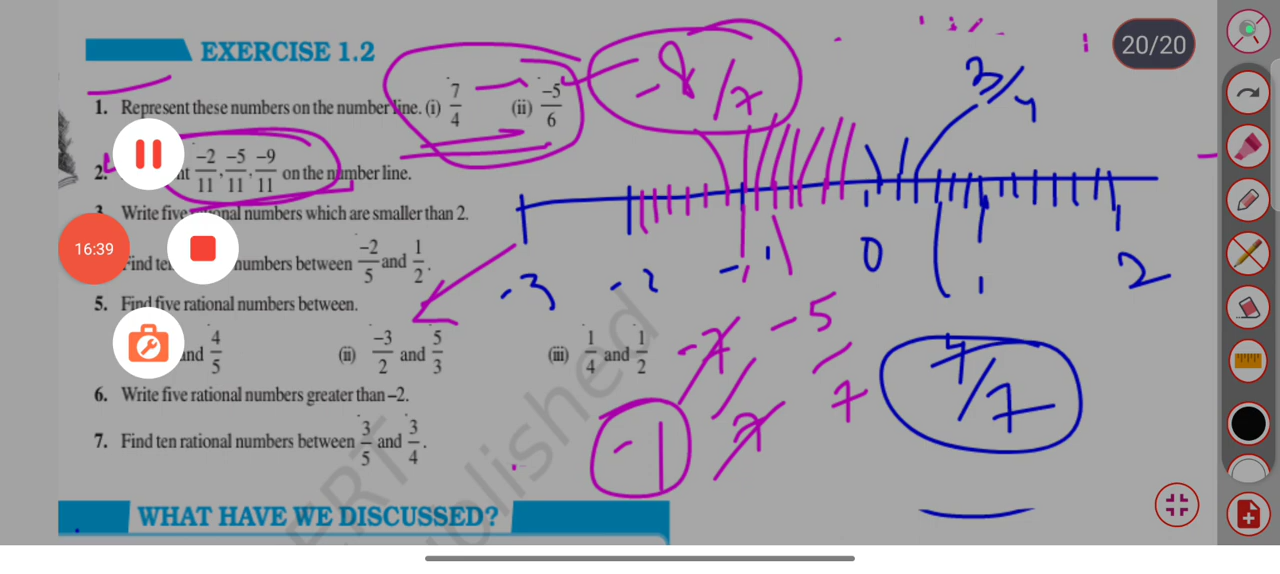 20/20
EXERCISE 1.2
1. Represent these numbers on the number line. (i) 7/4 (ii) -5/6
-8/7
3/4
2. nt -2/11, -5/11, -9/11 on the number line.
3. Write five rational numbers which are smaller than 2.
16:39
Find ten numbers between -2/5 and 1/2.
-3 -2 -1 0 1 2
5. Find five rational numbers between.
and 4/5 (ii) -3/2 and 5/3 (iii) 1/4 and 1/2
-7/7 -5/7
7/7
-1
6. Write five rational numbers greater than –2.
7. Find ten rational numbers between 3/5 and 3/4.
WHAT HAVE WE DISCUSSED?